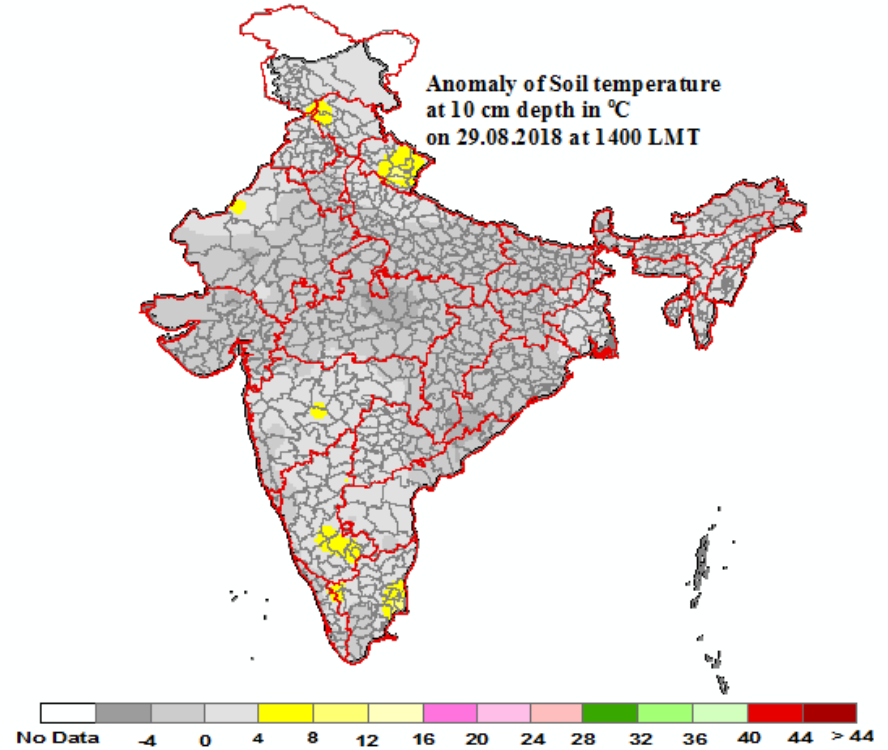 Anomaly of Soil temperature
at 10 cm depth in °C
on 29.08.2018 at 1400 LMT
No Data -4 0 4 8 12 16 20 24 28 32 36 40 44 > 44